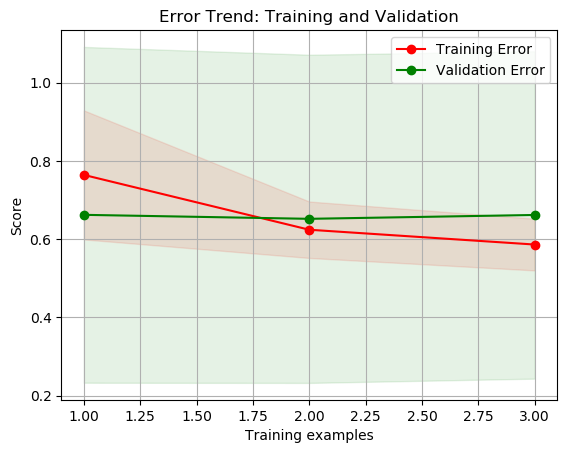 Error Trend: Training and Validation
Training Error
Validation Error
Score
1.0
0.8
0.6
0.4
0.2
1.00 1.25 1.50 1.75 2.00 2.25 2.50 2.75 3.00
Training examples